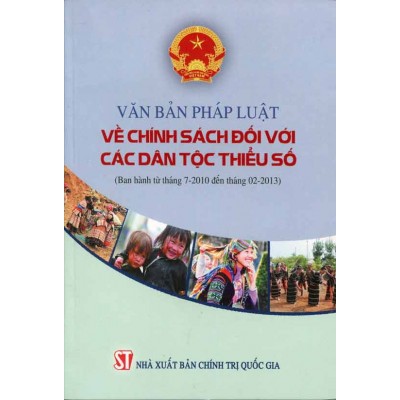 VĂN BẢN PHÁP LUẬT
VỀ CHÍNH SÁCH ĐỐI VỚI
CÁC DÂN TỘC THIỂU SỐ
(Ban hành từ tháng 7-2010 đến tháng 02-2013)
ST NHÀ XUẤT BẢN CHÍNH TRỊ QUỐC GIA